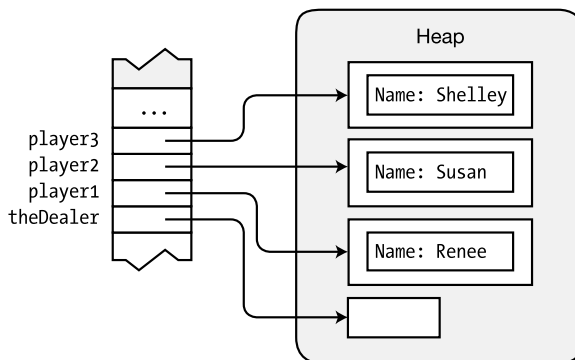 Heap
Name: Shelley
...
player3
player2
Name: Susan
player1
theDealer
Name: Renee